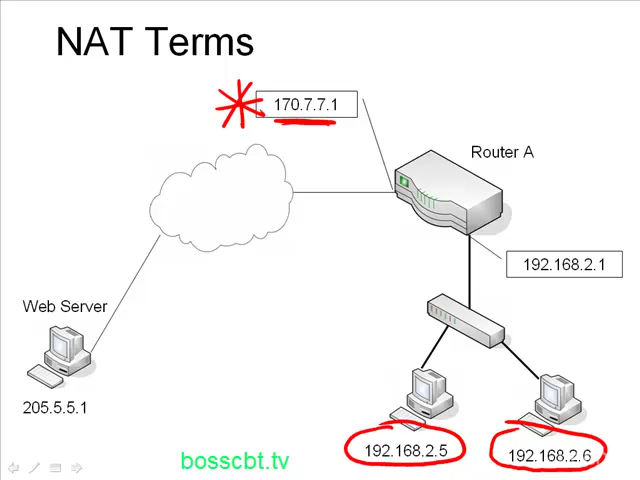 NAT Terms
170.7.7.1
Router A
192.168.2.1
Web Server
205.5.5.1
192.168.2.5
192.168.2.6
bosscbt.tv